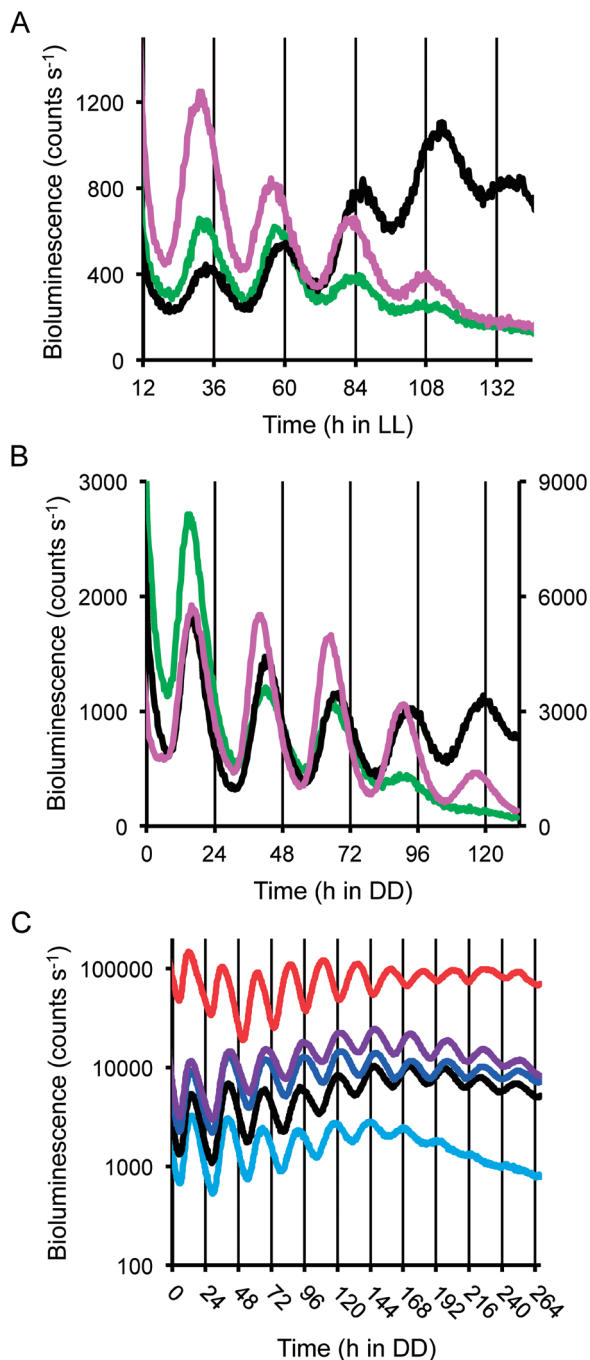 A
Bioluminescence (counts s-1)
1200
800
400
0
12 36 60 84 108 132
Time (h in LL)
B
Bioluminescence (counts s-1)
3000 9000
2000 6000
1000 3000
0 0
0 24 48 72 96 120
Time (h in DD)
C
Bioluminescence (counts s-1)
100000
10000
1000
100
0 24 48 72 96 120 144 168 192 216 240 264
Time (h in DD)